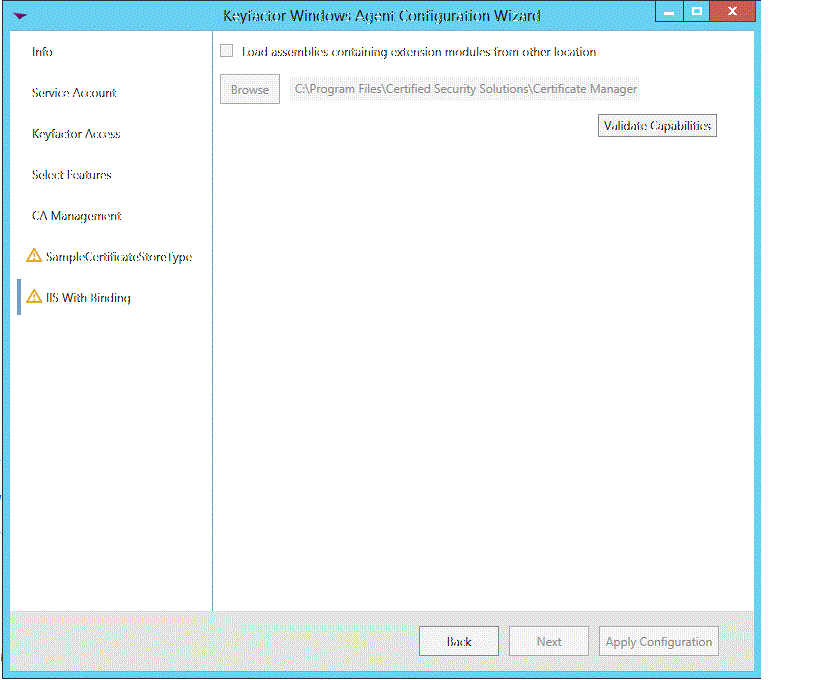 Keyfactor Windows Agent Configuration Wizard
Info
Service Account
Keyfactor Access
Select Features
CA Management
SampleCertificateStoreType
IIS With Binding
Load assemblies containing extension modules from other location
Browse
C:\Program Files\Certified Security Solutions\Certificate Manager
Validate Capabilities
Back
Next
Apply Configuration